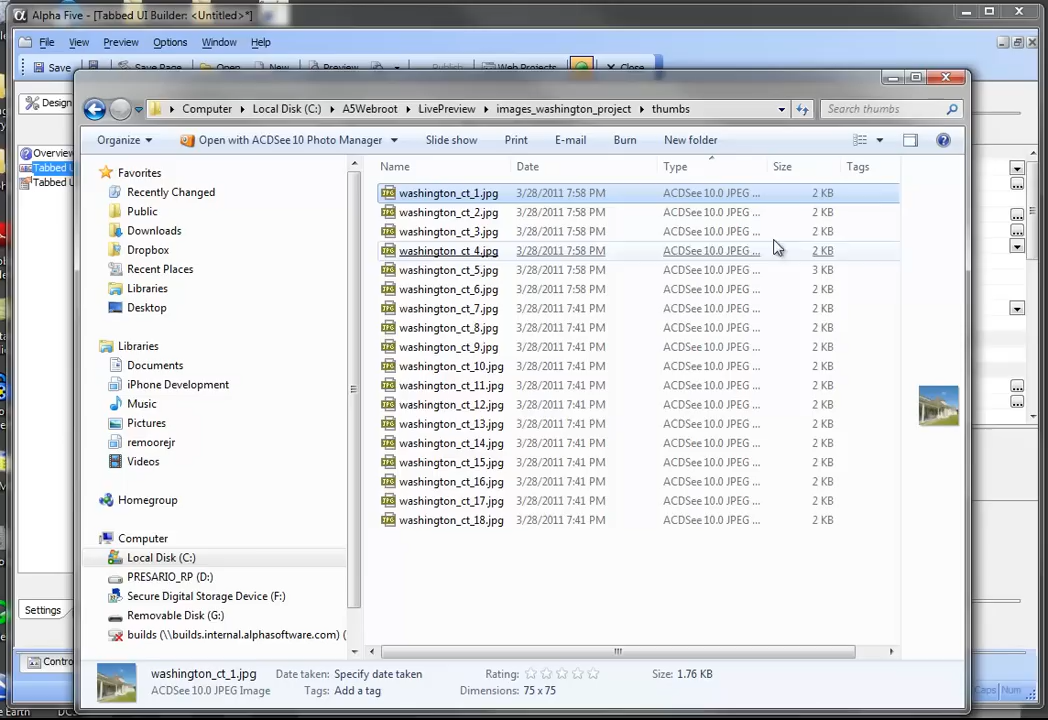 Alpha Five - [Tabbed UI Builder: <Untitled>*]
File View Preview Options Window Help
Save Save Page Open New Preview Publish Web Projects Close
Design
Computer Local Disk (C:) A5Webroot LivePreview images_washington_project thumbs
Search thumbs
Organize Open with ACDSee 10 Photo Manager Slide show Print E-mail Burn New folder
Overview
Tabbed U
Tabbed U
Favorites
Recently Changed
Public
Downloads
Dropbox
Recent Places
Libraries
Desktop
Libraries
Documents
iPhone Development
Music
Pictures
remoorejr
Videos
Homegroup
Computer
Local Disk (C:)
PRESARIO_RP (D:)
Secure Digital Storage Device (F:)
Removable Disk (G:)
builds (\\builds.internal.alphasoftware.com) (
Name Date Type Size Tags
washington_ct_1.jpg 3/28/2011 7:58 PM ACDSee 10.0 JPEG ... 2 KB
washington_ct_2.jpg 3/28/2011 7:58 PM ACDSee 10.0 JPEG ... 2 KB
washington_ct_3.jpg 3/28/2011 7:58 PM ACDSee 10.0 JPEG ... 2 KB
washington_ct_4.jpg 3/28/2011 7:58 PM ACDSee 10.0 JPEG ... 2 KB
washington_ct_5.jpg 3/28/2011 7:58 PM ACDSee 10.0 JPEG ... 3 KB
washington_ct_6.jpg 3/28/2011 7:58 PM ACDSee 10.0 JPEG ... 2 KB
washington_ct_7.jpg 3/28/2011 7:41 PM ACDSee 10.0 JPEG ... 2 KB
washington_ct_8.jpg 3/28/2011 7:41 PM ACDSee 10.0 JPEG ... 2 KB
washington_ct_9.jpg 3/28/2011 7:41 PM ACDSee 10.0 JPEG ... 2 KB
washington_ct_10.jpg 3/28/2011 7:41 PM ACDSee 10.0 JPEG ... 2 KB
washington_ct_11.jpg 3/28/2011 7:41 PM ACDSee 10.0 JPEG ... 2 KB
washington_ct_12.jpg 3/28/2011 7:41 PM ACDSee 10.0 JPEG ... 2 KB
washington_ct_13.jpg 3/28/2011 7:41 PM ACDSee 10.0 JPEG ... 2 KB
washington_ct_14.jpg 3/28/2011 7:41 PM ACDSee 10.0 JPEG ... 2 KB
washington_ct_15.jpg 3/28/2011 7:41 PM ACDSee 10.0 JPEG ... 2 KB
washington_ct_16.jpg 3/28/2011 7:41 PM ACDSee 10.0 JPEG ... 2 KB
washington_ct_17.jpg 3/28/2011 7:41 PM ACDSee 10.0 JPEG ... 2 KB
washington_ct_18.jpg 3/28/2011 7:41 PM ACDSee 10.0 JPEG ... 2 KB
Settings
Contro
washington_ct_1.jpg Date taken: Specify date taken Rating: Size: 1.76 KB
ACDSee 10.0 JPEG Image Tags: Add a tag Dimensions: 75 x 75
Caps Num